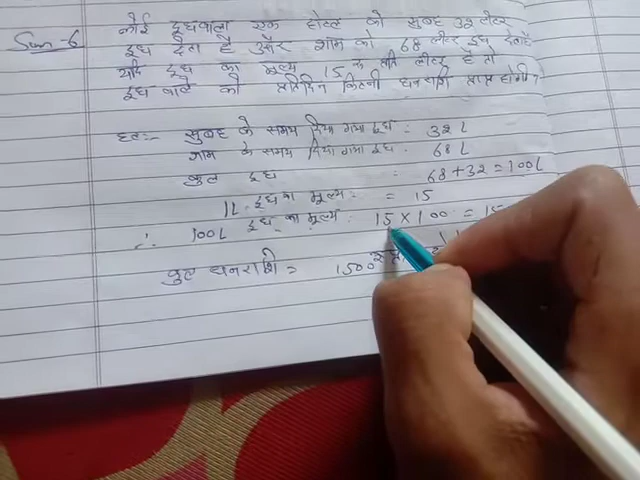 Sum-6
कोई दूधवाला एक होटल को सुबह 32 लीटर
दूध देता है और शाम को 68 लीटर दूध देता है
यदि दूध का मूल्य 15 रु प्रति लीटर है तो
दूध वाले को प्रतिदिन कितनी धनराशि प्राप्त होगी?
हल:- सुबह के समय दिया गया दूध : 32 L
शाम के समय दिया गया दूध : 68 L
कुल दूध : 68 + 32 = 100 L
1L दूध का मूल्य : = 15
∴ 100L दूध का मूल्य : 15 × 100 = 15
कुल धनराशि = 1500